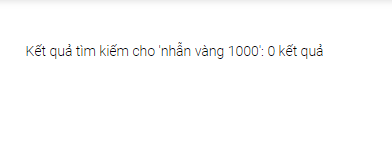 Kết quả tìm kiếm cho 'nhẫn vàng 1000': 0 kết quả